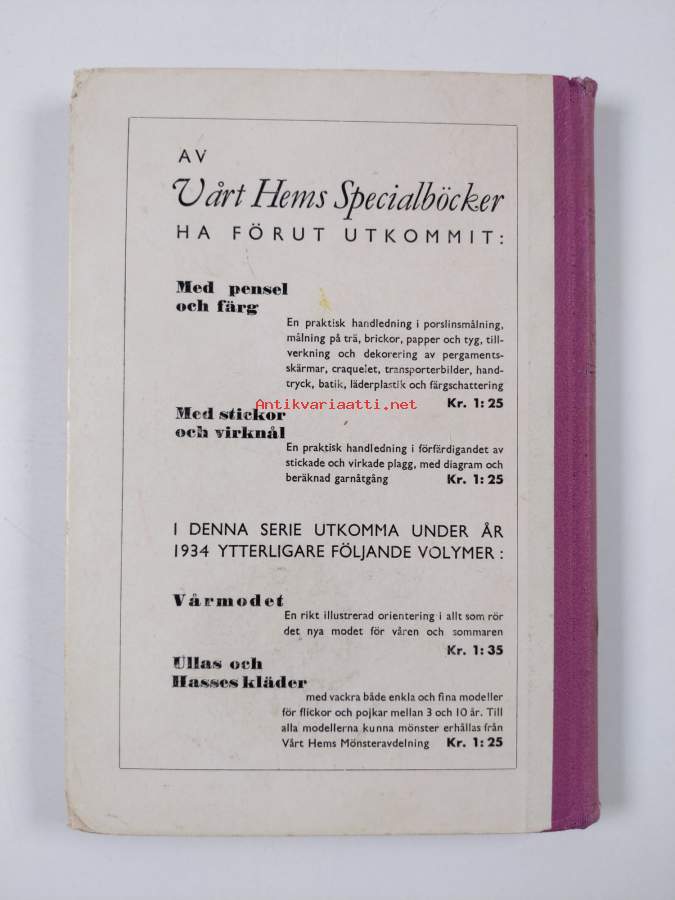 AV
Vårt Hems Specialböcker
HA FÖRUT UTKOMMIT:
Med pensel
och färg
En praktisk handledning i porslinsmålning,
målning på trä, brickor, papper och tyg, till-
verkning och dekorering av pergaments-
skärmar, craquelet, transporterbilder, hand-
tryck, batik, läderplastik och färgschattering
Kr. 1:25
Antikvariaatti.net
Med stickor
och virknål
En praktisk handledning i förfärdigandet av
stickade och virkade plagg, med diagram och
beräknad garnåtgång Kr. 1:25
I DENNA SERIE UTKOMMA UNDER ÅR
1934 YTTERLIGARE FÖLJANDE VOLYMER:
Vårmodet
En rikt illustrerad orientering i allt som rör
det nya modet för våren och sommaren
Kr. 1:35
Ullas och
Hasses kläder
med vackra både enkla och fina modeller
för flickor och pojkar mellan 3 och 10 år. Till
alla modellerna kunna mönster erhållas från
Vårt Hems Mönsteravdelning Kr. 1:25